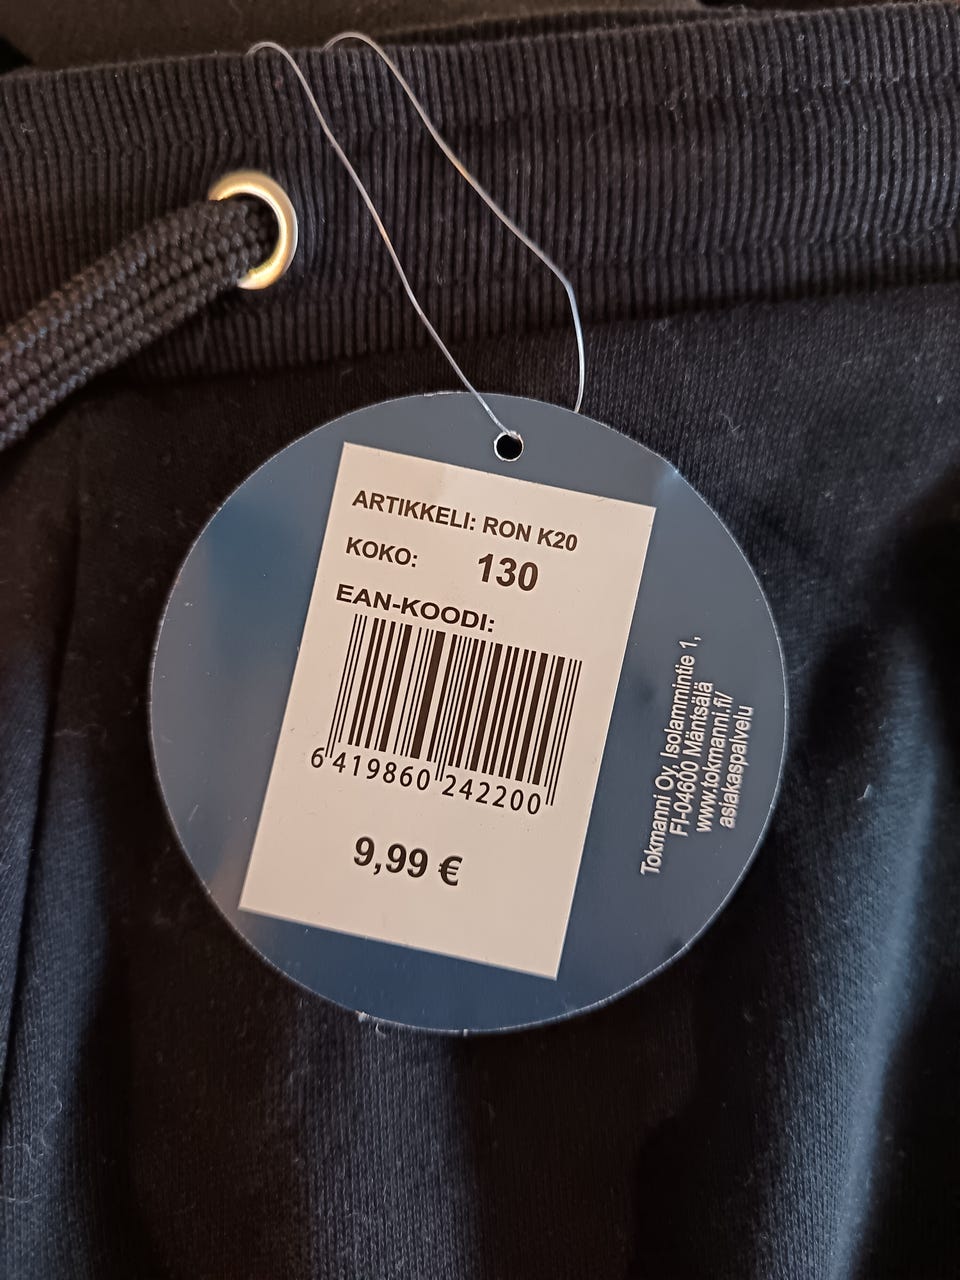 ARTIKKELI: RON K20
KOKO: 130
EAN-KOODI:
6 419860 242200
9,99 €
Tokmanni Oy, Isolammintie 1,
FI-04600 Mäntsälä
www.tokmanni.fi/
asiakaspalvelu